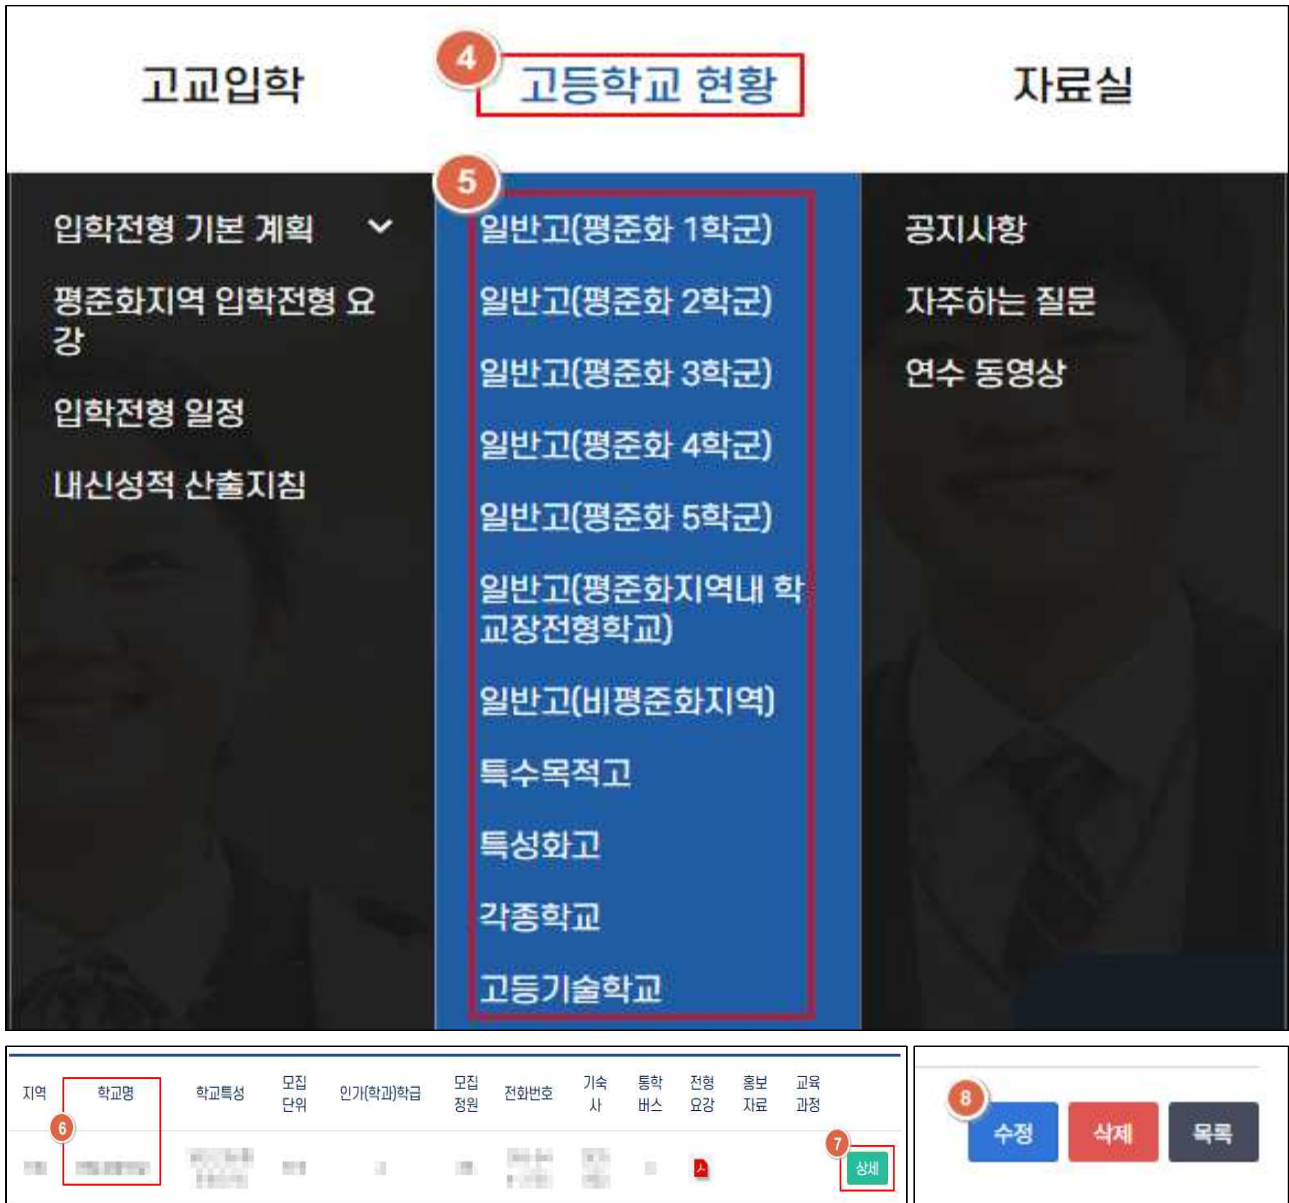 고교입학
4
고등학교 현황
자료실
5
입학전형 기본 계획
평준화지역 입학전형 요
강
입학전형 일정
내신성적 산출지침
일반고(평준화 1학군)
일반고(평준화 2학군)
일반고(평준화 3학군)
일반고(평준화 4학군)
일반고(평준화 5학군)
일반고(평준화지역내 학
교장전형학교)
일반고(비평준화지역)
특수목적고
특성화고
각종학교
고등기술학교
공지사항
자주하는 질문
연수 동영상
지역
학교명
학교특성
모집
단위
인가(학과)학급
모집
정원
전화번호
기숙
사
통학
버스
전형
요강
홍보
자료
교육
과정
6
7
상세
8
수정
삭제
목록